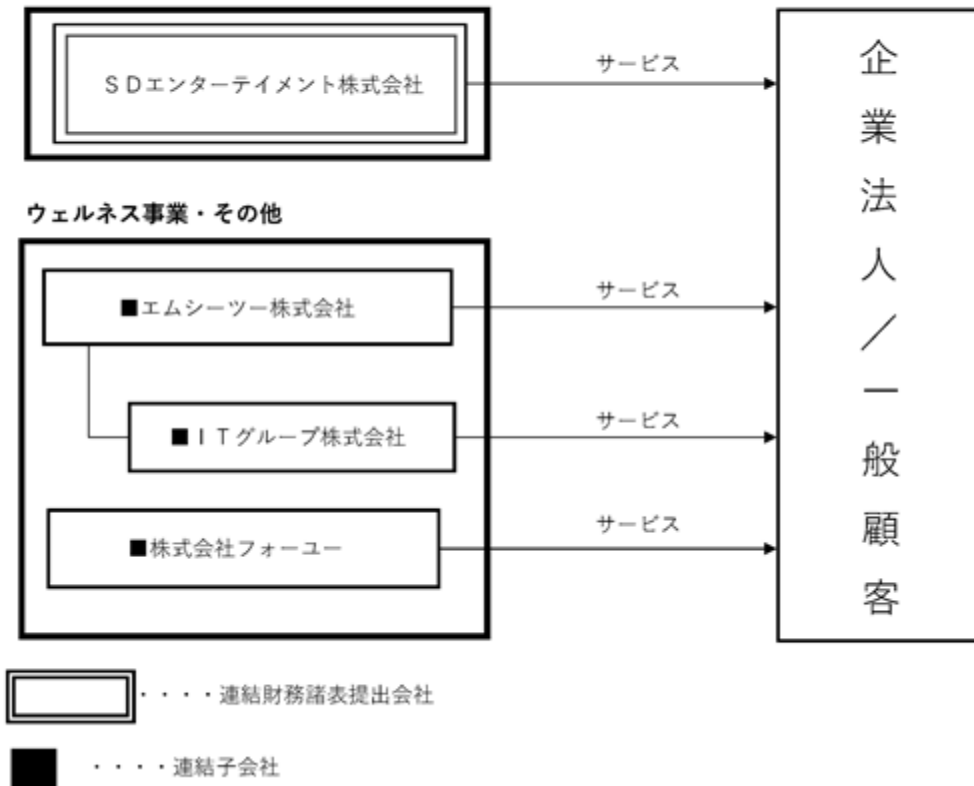 ＳＤエンターテイメント株式会社
サービス
ウェルネス事業・その他
■エムシーツー株式会社
サービス
■ＩＴグループ株式会社
サービス
■株式会社フォーユー
サービス
企業法人／一般顧客
・・・・連結財務諸表提出会社
・・・・連結子会社